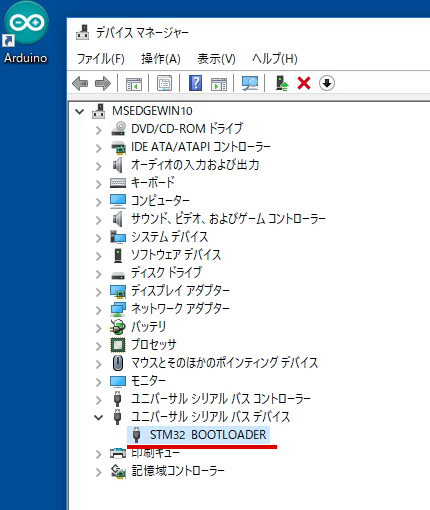 Arduino
デバイス マネージャー
ファイル(F) 操作(A) 表示(V) ヘルプ(H)
MSEDGEWIN10
DVD/CD-ROM ドライブ
IDE ATA/ATAPI コントローラー
オーディオの入力および出力
キーボード
コンピューター
サウンド、ビデオ、およびゲーム コントローラー
システム デバイス
ソフトウェア デバイス
ディスク ドライブ
ディスプレイ アダプター
ネットワーク アダプター
バッテリ
プロセッサ
マウスとそのほかのポインティング デバイス
モニター
ユニバーサル シリアル バス コントローラー
ユニバーサル シリアル バス デバイス
STM32 BOOTLOADER
印刷キュー
記憶域コントローラー